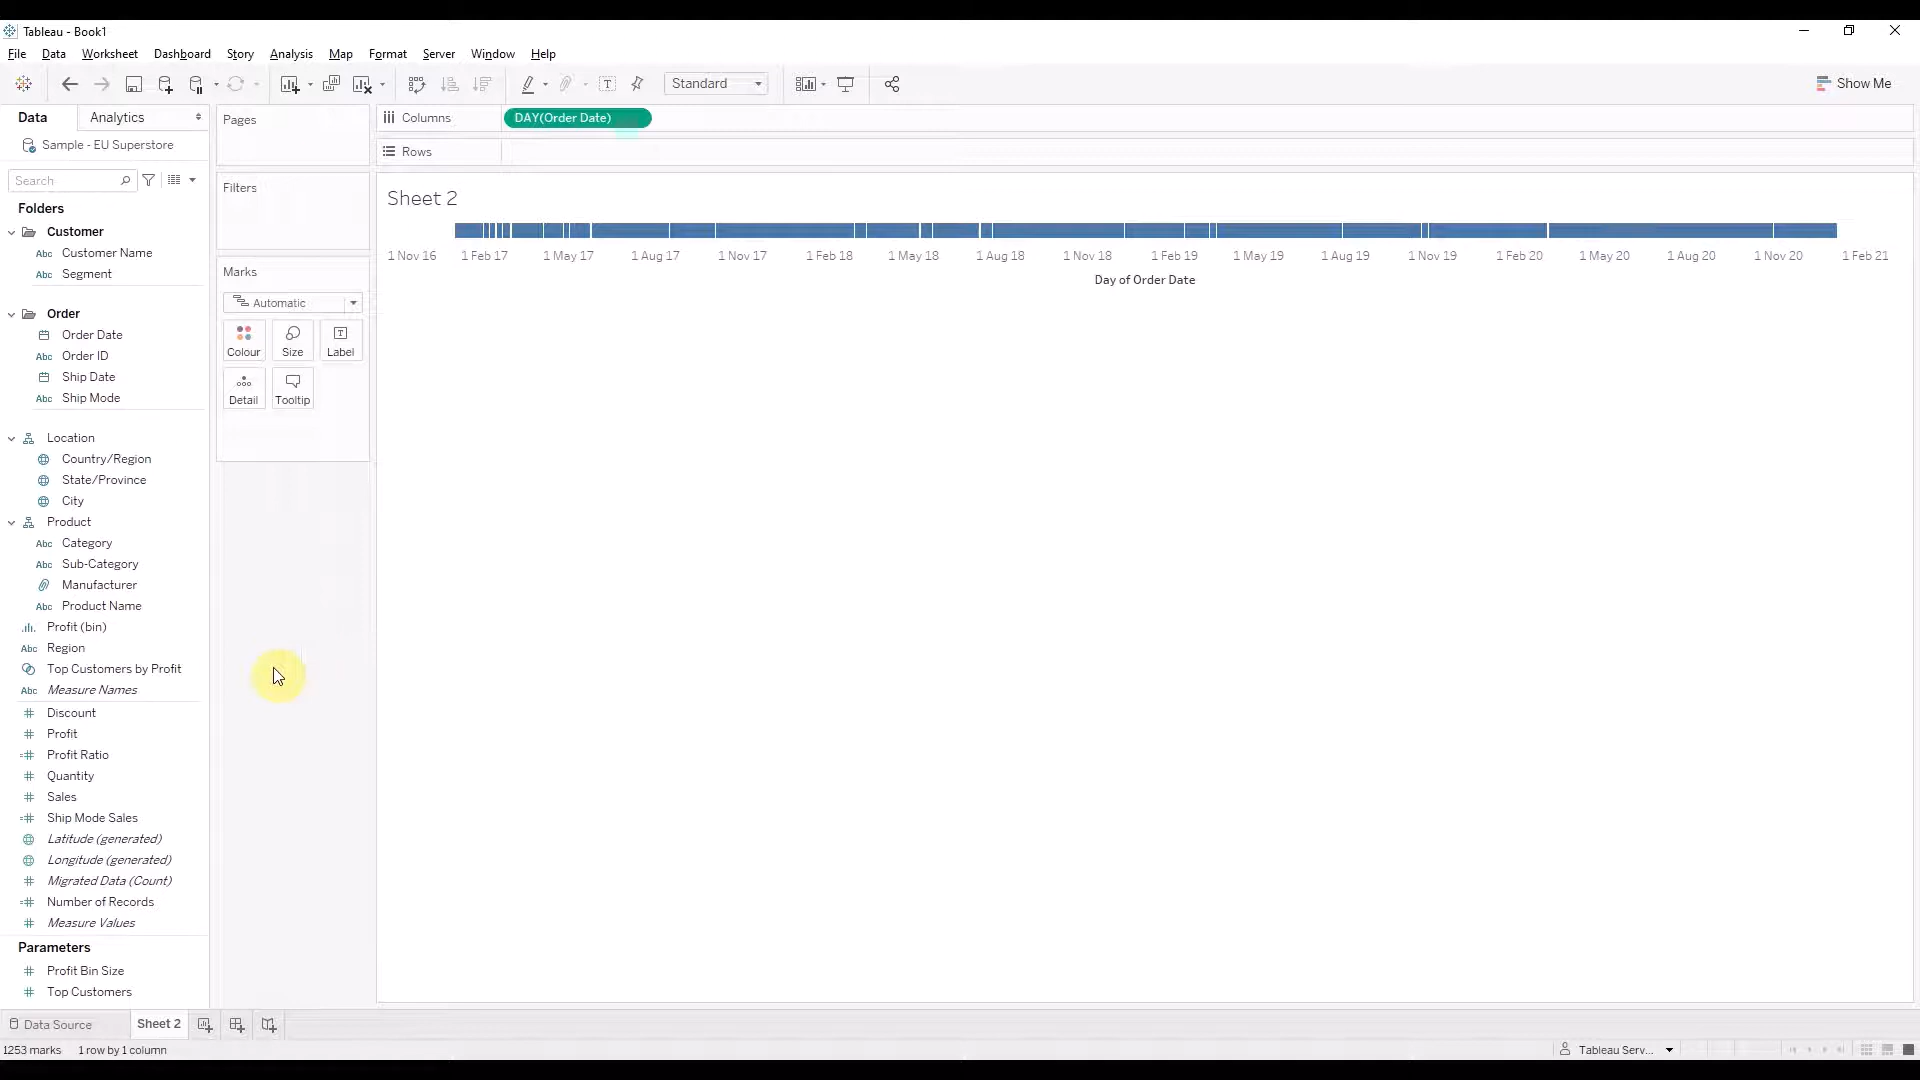 Tableau - Book1
File Data Worksheet Dashboard Story Analysis Map Format Server Window Help
Standard
Show Me
Data Analytics
Sample - EU Superstore
Search
Folders
Customer
Abc Customer Name
Abc Segment
Order
Order Date
Abc Order ID
Ship Date
Abc Ship Mode
Location
Country/Region
State/Province
City
Product
Abc Category
Abc Sub-Category
Manufacturer
Abc Product Name
Profit (bin)
Abc Region
Top Customers by Profit
Abc Measure Names
# Discount
# Profit
=# Profit Ratio
# Quantity
# Sales
=# Ship Mode Sales
Latitude (generated)
Longitude (generated)
# Migrated Data (Count)
=# Number of Records
# Measure Values
Parameters
# Profit Bin Size
# Top Customers
Pages
Filters
Marks
Automatic
Colour Size Label
Detail Tooltip
Columns DAY(Order Date)
Rows
Sheet 2
1 Nov 16 1 Feb 17 1 May 17 1 Aug 17 1 Nov 17 1 Feb 18 1 May 18 1 Aug 18 1 Nov 18 1 Feb 19 1 May 19 1 Aug 19 1 Nov 19 1 Feb 20 1 May 20 1 Aug 20 1 Nov 20 1 Feb 21
Day of Order Date
Data Source Sheet 2
1253 marks 1 row by 1 column
Tableau Serv...